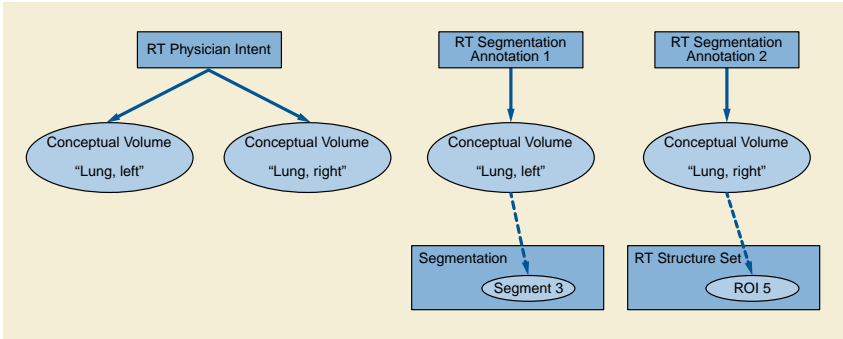 RT Physician Intent
Conceptual Volume
“Lung, left”
Conceptual Volume
“Lung, right”
RT Segmentation
Annotation 1
Conceptual Volume
“Lung, left”
Segmentation
Segment 3
RT Segmentation
Annotation 2
Conceptual Volume
“Lung, right”
RT Structure Set
ROI 5